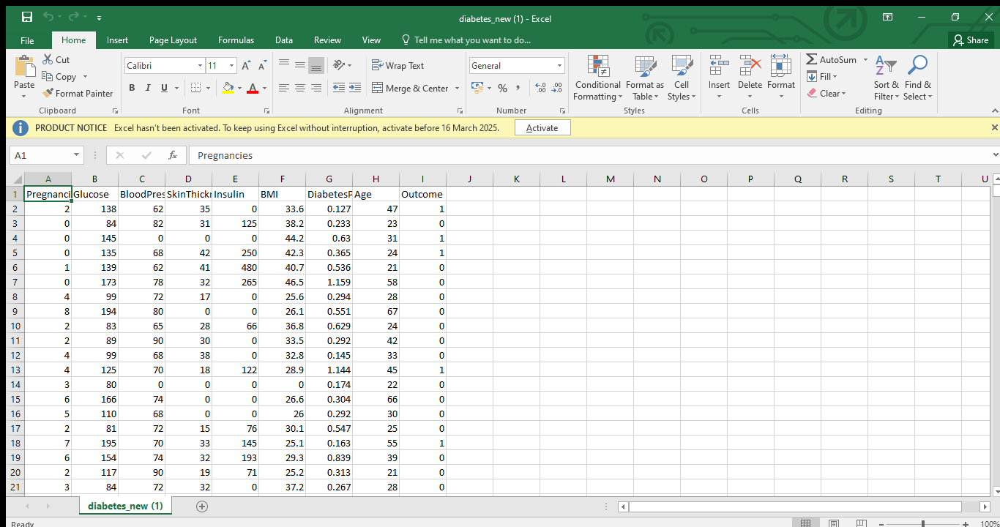 diabetes_new (1) - Excel
File Home Insert Page Layout Formulas Data Review View Tell me what you want to do... Share
Paste Cut Copy Format Painter Clipboard
Calibri 11 A A B I U A Font
Wrap Text Merge & Center Alignment
General % , .00 .0 Number
Conditional Formatting Format as Table Cell Styles Styles
Insert Delete Format Cells
AutoSum Fill Clear Sort & Filter Find & Select Editing
PRODUCT NOTICE Excel hasn't been activated. To keep using Excel without interruption, activate before 16 March 2025. Activate
A1 fx Pregnancies
A B C D E F G H I J K L M N O P Q R S T U
1 Pregnanci Glucose BloodPres SkinThickn Insulin BMI DiabetesP Age Outcome
2 2 138 62 35 0 33.6 0.127 47 1
3 0 84 82 31 125 38.2 0.233 23 0
4 0 145 0 0 0 44.2 0.63 31 1
5 0 135 68 42 250 42.3 0.365 24 1
6 1 139 62 41 480 40.7 0.536 21 0
7 0 173 78 32 265 46.5 1.159 58 0
8 4 99 72 17 0 25.6 0.294 28 0
9 8 194 80 0 0 26.1 0.551 67 0
10 2 83 65 28 66 36.8 0.629 24 0
11 2 89 90 30 0 33.5 0.292 42 0
12 4 99 68 38 0 32.8 0.145 33 0
13 4 125 70 18 122 28.9 1.144 45 1
14 3 80 0 0 0 0 0.174 22 0
15 6 166 74 0 0 26.6 0.304 66 0
16 5 110 68 0 0 26 0.292 30 0
17 2 81 72 15 76 30.1 0.547 25 0
18 7 195 70 33 145 25.1 0.163 55 1
19 6 154 74 32 193 29.3 0.839 39 0
20 2 117 90 19 71 25.2 0.313 21 0
21 3 84 72 32 0 37.2 0.267 28 0
diabetes_new (1)
Ready 100%